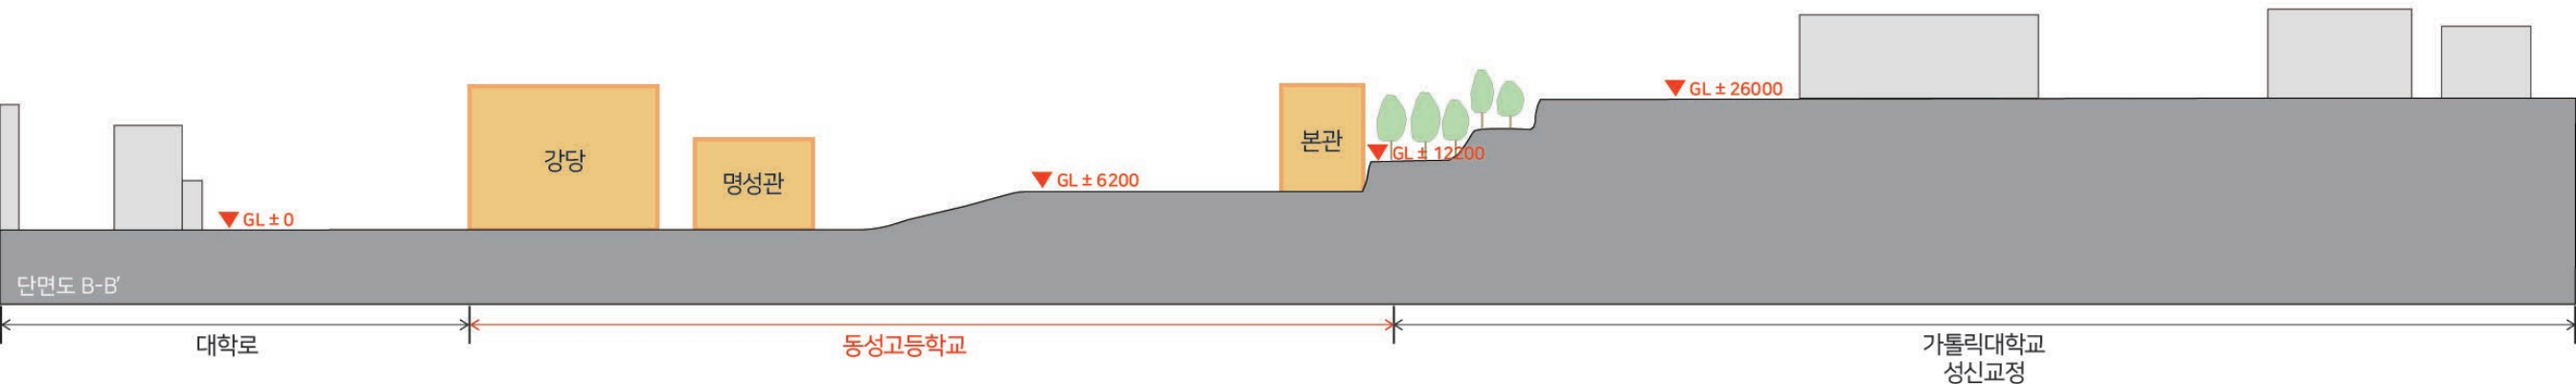 GL ± 26000
본관
강당
GL ± 12200
명성관
GL ± 6200
GL ± 0
단면도 B-B'
대학로
동성고등학교
가톨릭대학교
성신교정